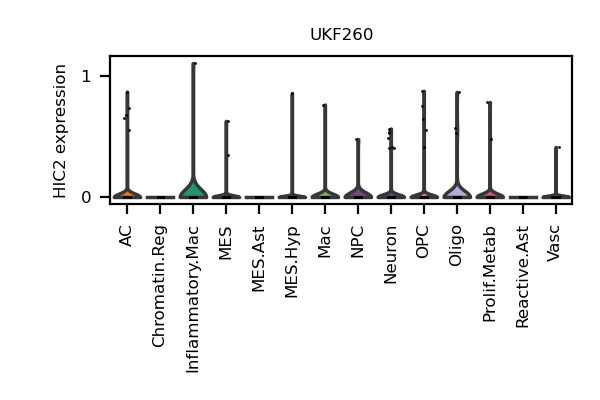 UKF260
HIC2 expression
1
0
AC
Chromatin.Reg
Inflammatory.Mac
MES
MES.Ast
MES.Hyp
Mac
NPC
Neuron
OPC
Oligo
Prolif.Metab
Reactive.Ast
Vasc